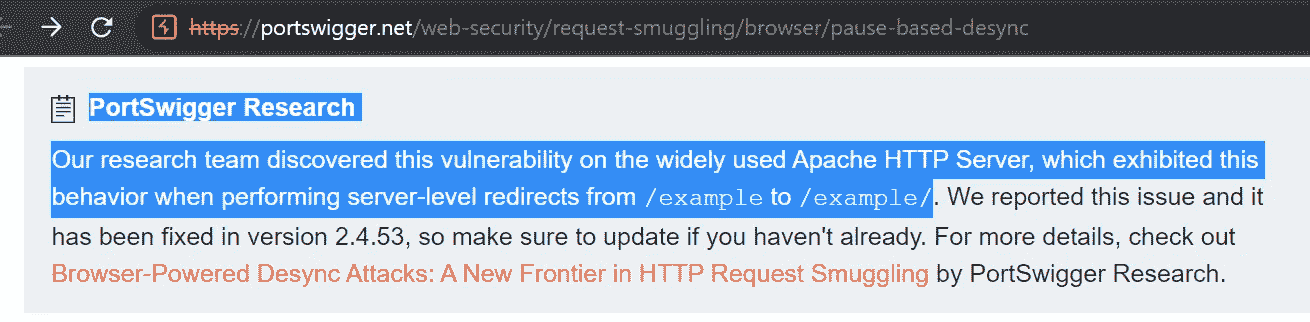 https://portswigger.net/web-security/request-smuggling/browser/pause-based-desync
PortSwigger Research
Our research team discovered this vulnerability on the widely used Apache HTTP Server, which exhibited this
behavior when performing server-level redirects from /example to /example/. We reported this issue and it
has been fixed in version 2.4.53, so make sure to update if you haven't already. For more details, check out
Browser-Powered Desync Attacks: A New Frontier in HTTP Request Smuggling by PortSwigger Research.